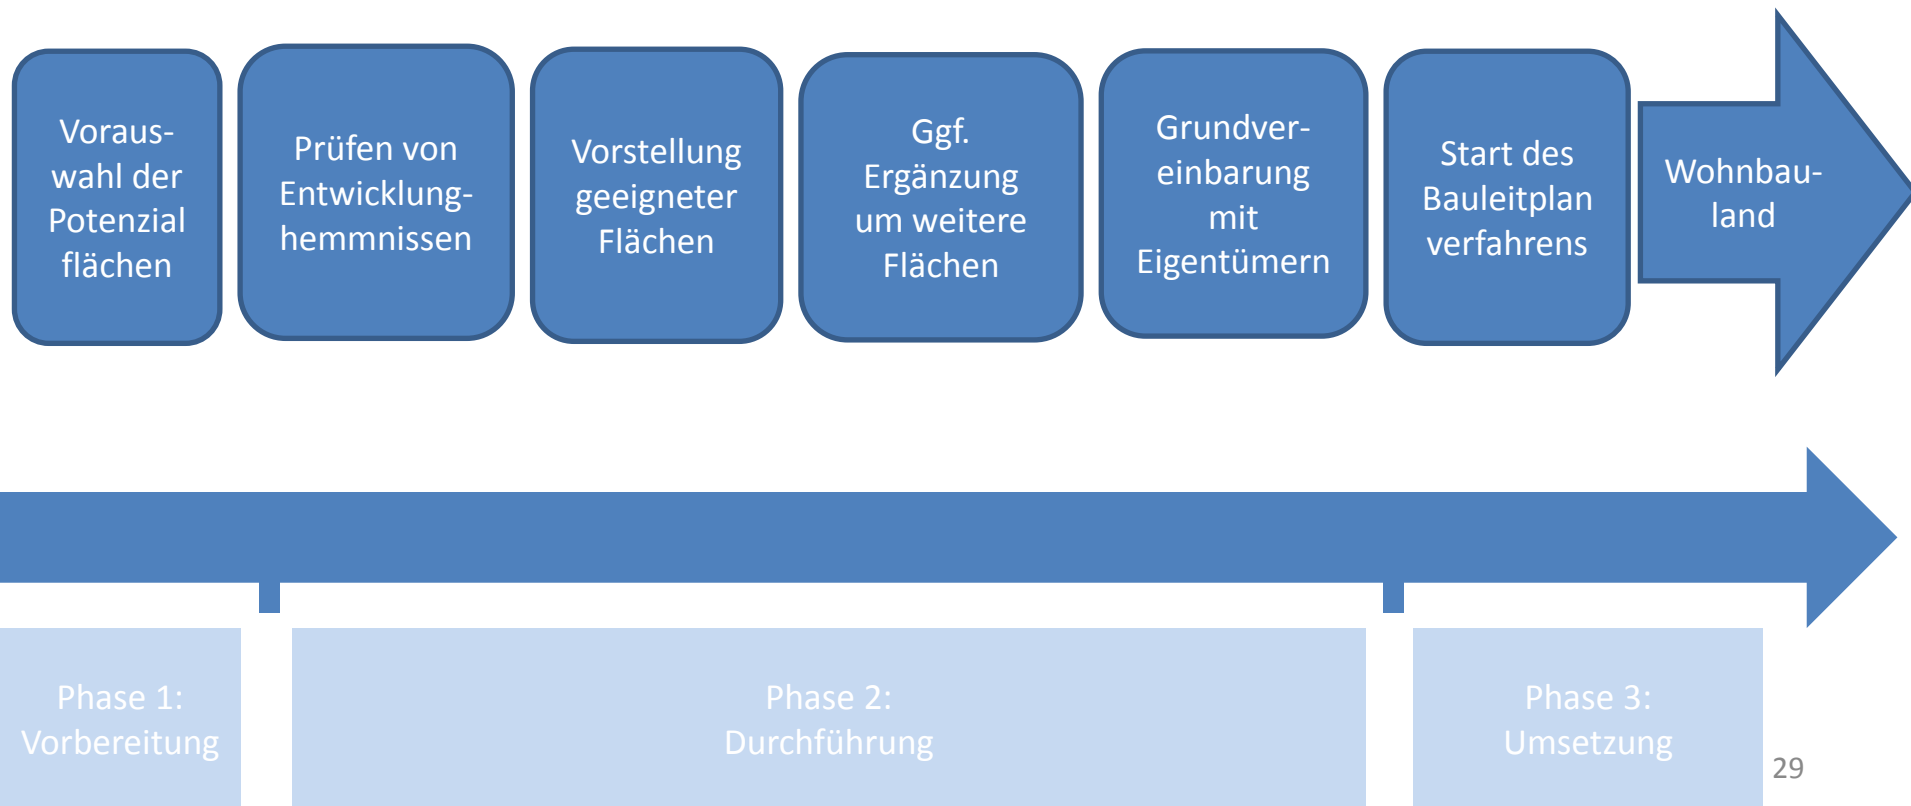 Voraus-
wahl der
Potenzial
flächen
Prüfen von
Entwicklung-
hemmnissen
Vorstellung
geeigneter
Flächen
Ggf.
Ergänzung
um weitere
Flächen
Grundver-
einbarung
mit
Eigentümern
Start des
Bauleitplan
verfahrens
Wohnbau-
land
Phase 1:
Vorbereitung
Phase 2:
Durchführung
Phase 3:
Umsetzung
29